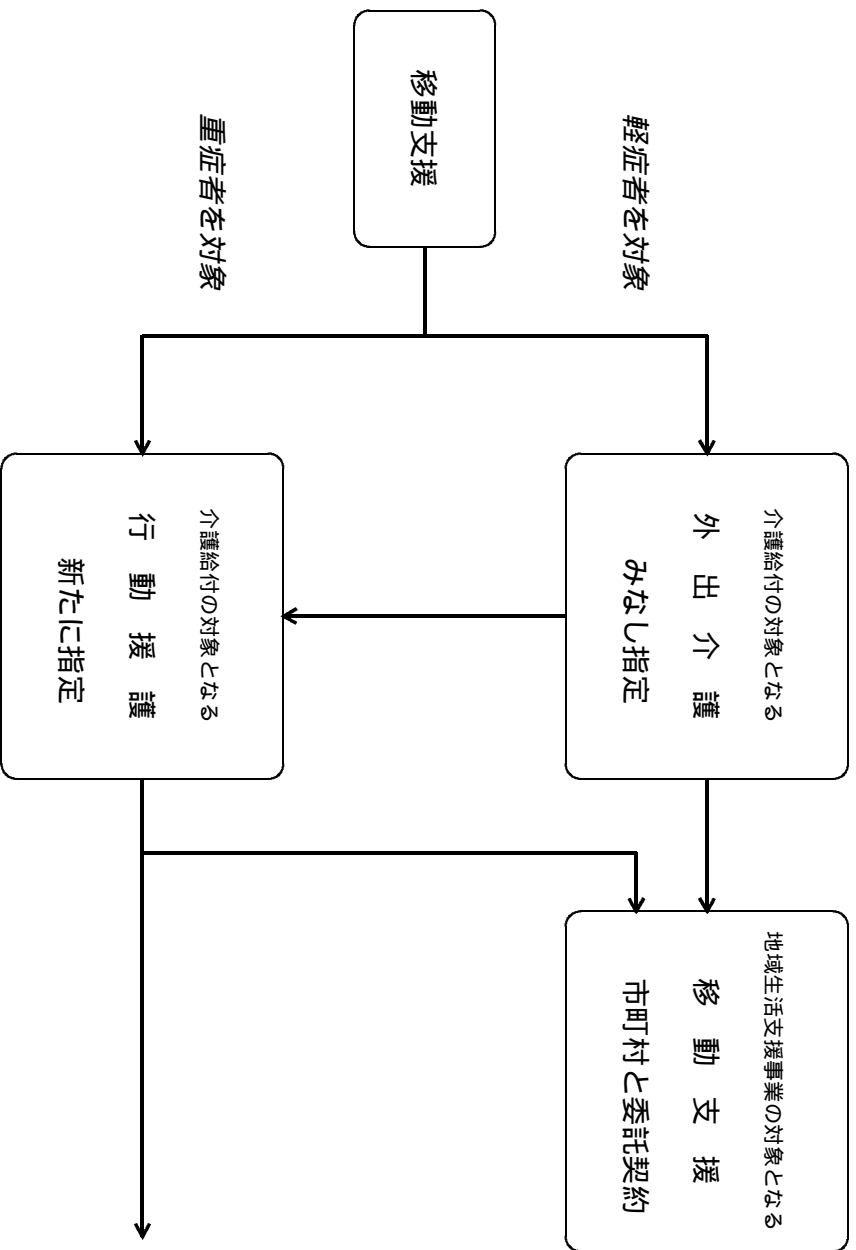 軽症者を対象
移動支援
重症者を対象
介護給付の対象となる
外 出 介 護
みなし指定
介護給付の対象となる
行 動 援 護
新たに指定
地域生活支援事業の対象となる
移 動 支 援
市町村と委託契約